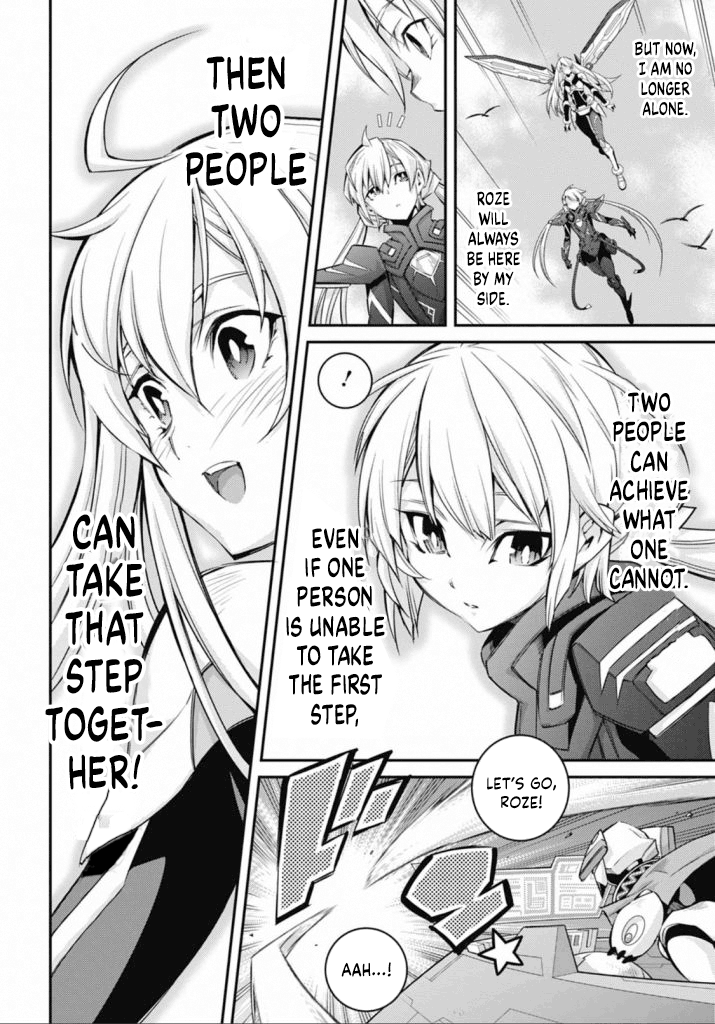 BUT NOW,
I AM NO
LONGER
ALONE.
ROZE
WILL
ALWAYS
BE HERE
BY MY
SIDE.
TWO
PEOPLE
CAN
ACHIEVE
WHAT
ONE
CANNOT.
!
EVEN
IF ONE
PERSON
IS UNABLE
TO TAKE
THE FIRST
STEP,
THEN
TWO
PEOPLE
CAN
TAKE
THAT
STEP
TOGET-
HER!
LET'S GO,
ROZE!
AAH...!